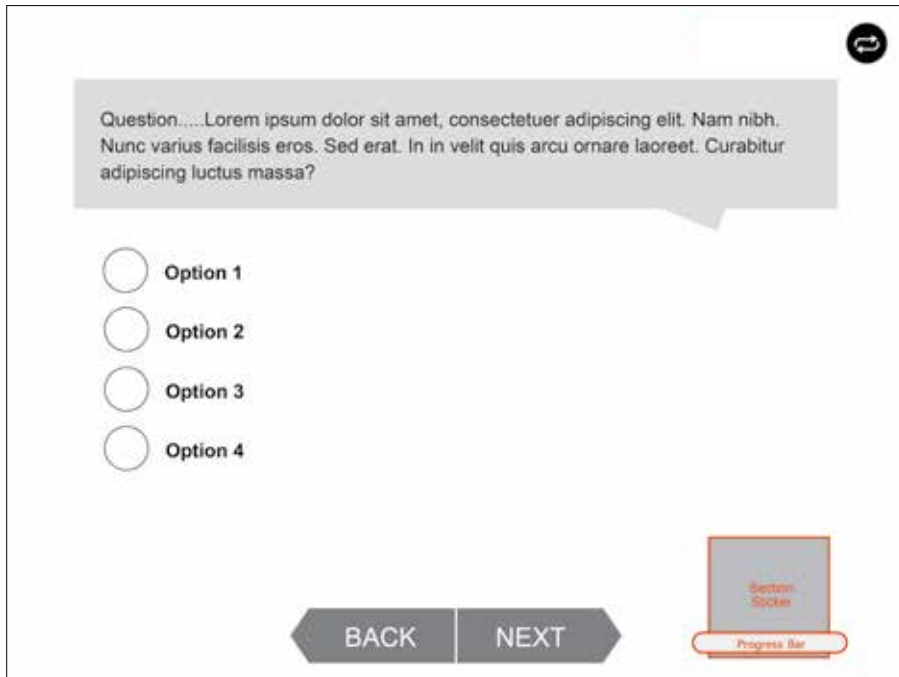 Question.....Lorem ipsum dolor sit amet, consectetuer adipiscing elit. Nam nibh.
Nunc varius facilisis eros. Sed erat. In in velit quis arcu ornare laoreet. Curabitur
adipiscing luctus massa?
Option 1
Option 2
Option 3
Option 4
Section
Sticker
Progress Bar
BACK NEXT